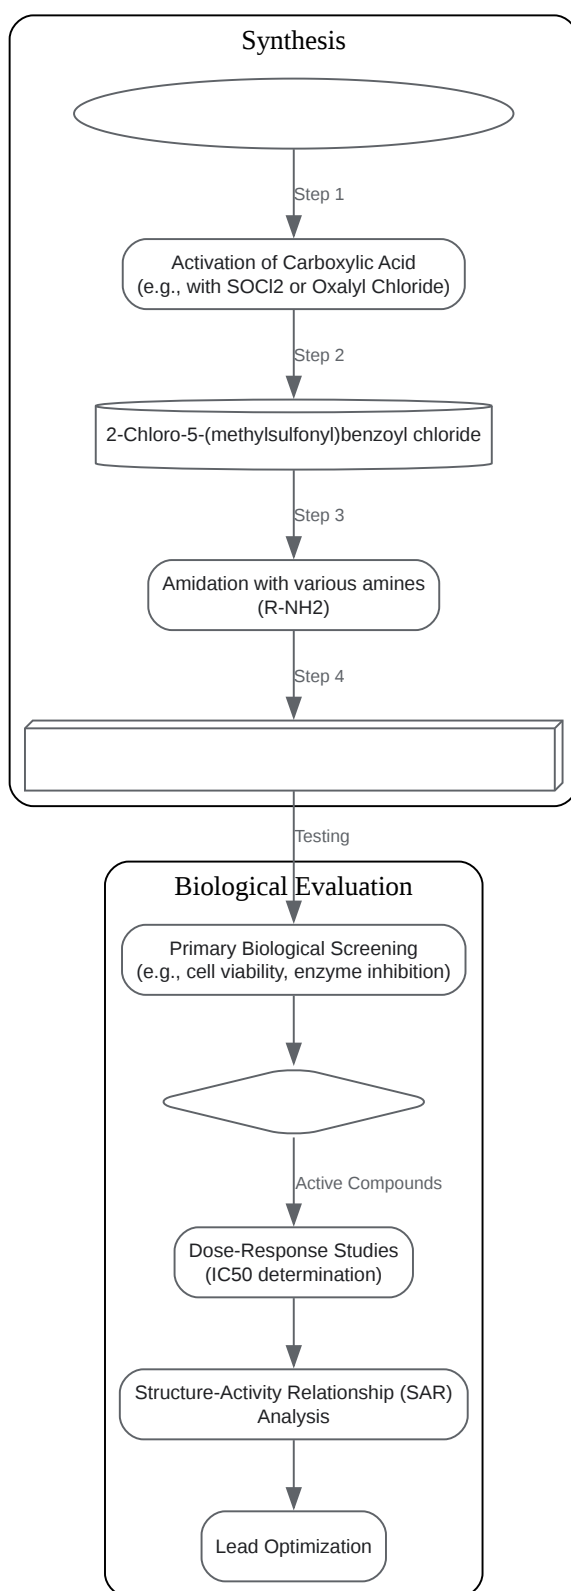 Synthesis
Step 1
Activation of Carboxylic Acid
(e.g., with SOCl2 or Oxalyl Chloride)
Step 2
2-Chloro-5-(methylsulfonyl)benzoyl chloride
Step 3
Amidation with various amines
(R-NH2)
Step 4
Testing
Biological Evaluation
Primary Biological Screening
(e.g., cell viability, enzyme inhibition)
Active Compounds
Dose-Response Studies
(IC50 determination)
Structure-Activity Relationship (SAR)
Analysis
Lead Optimization